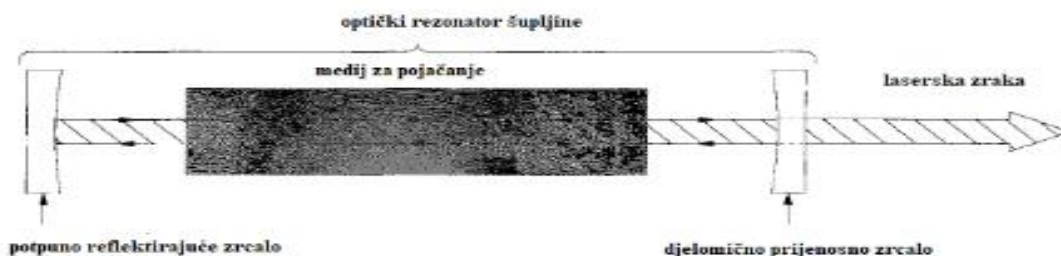 optički rezonator šupljine
medij za pojačanje
laserska zraka
potpuno reflektirajuće zrcalo
djelomično prijenosno zrcalo